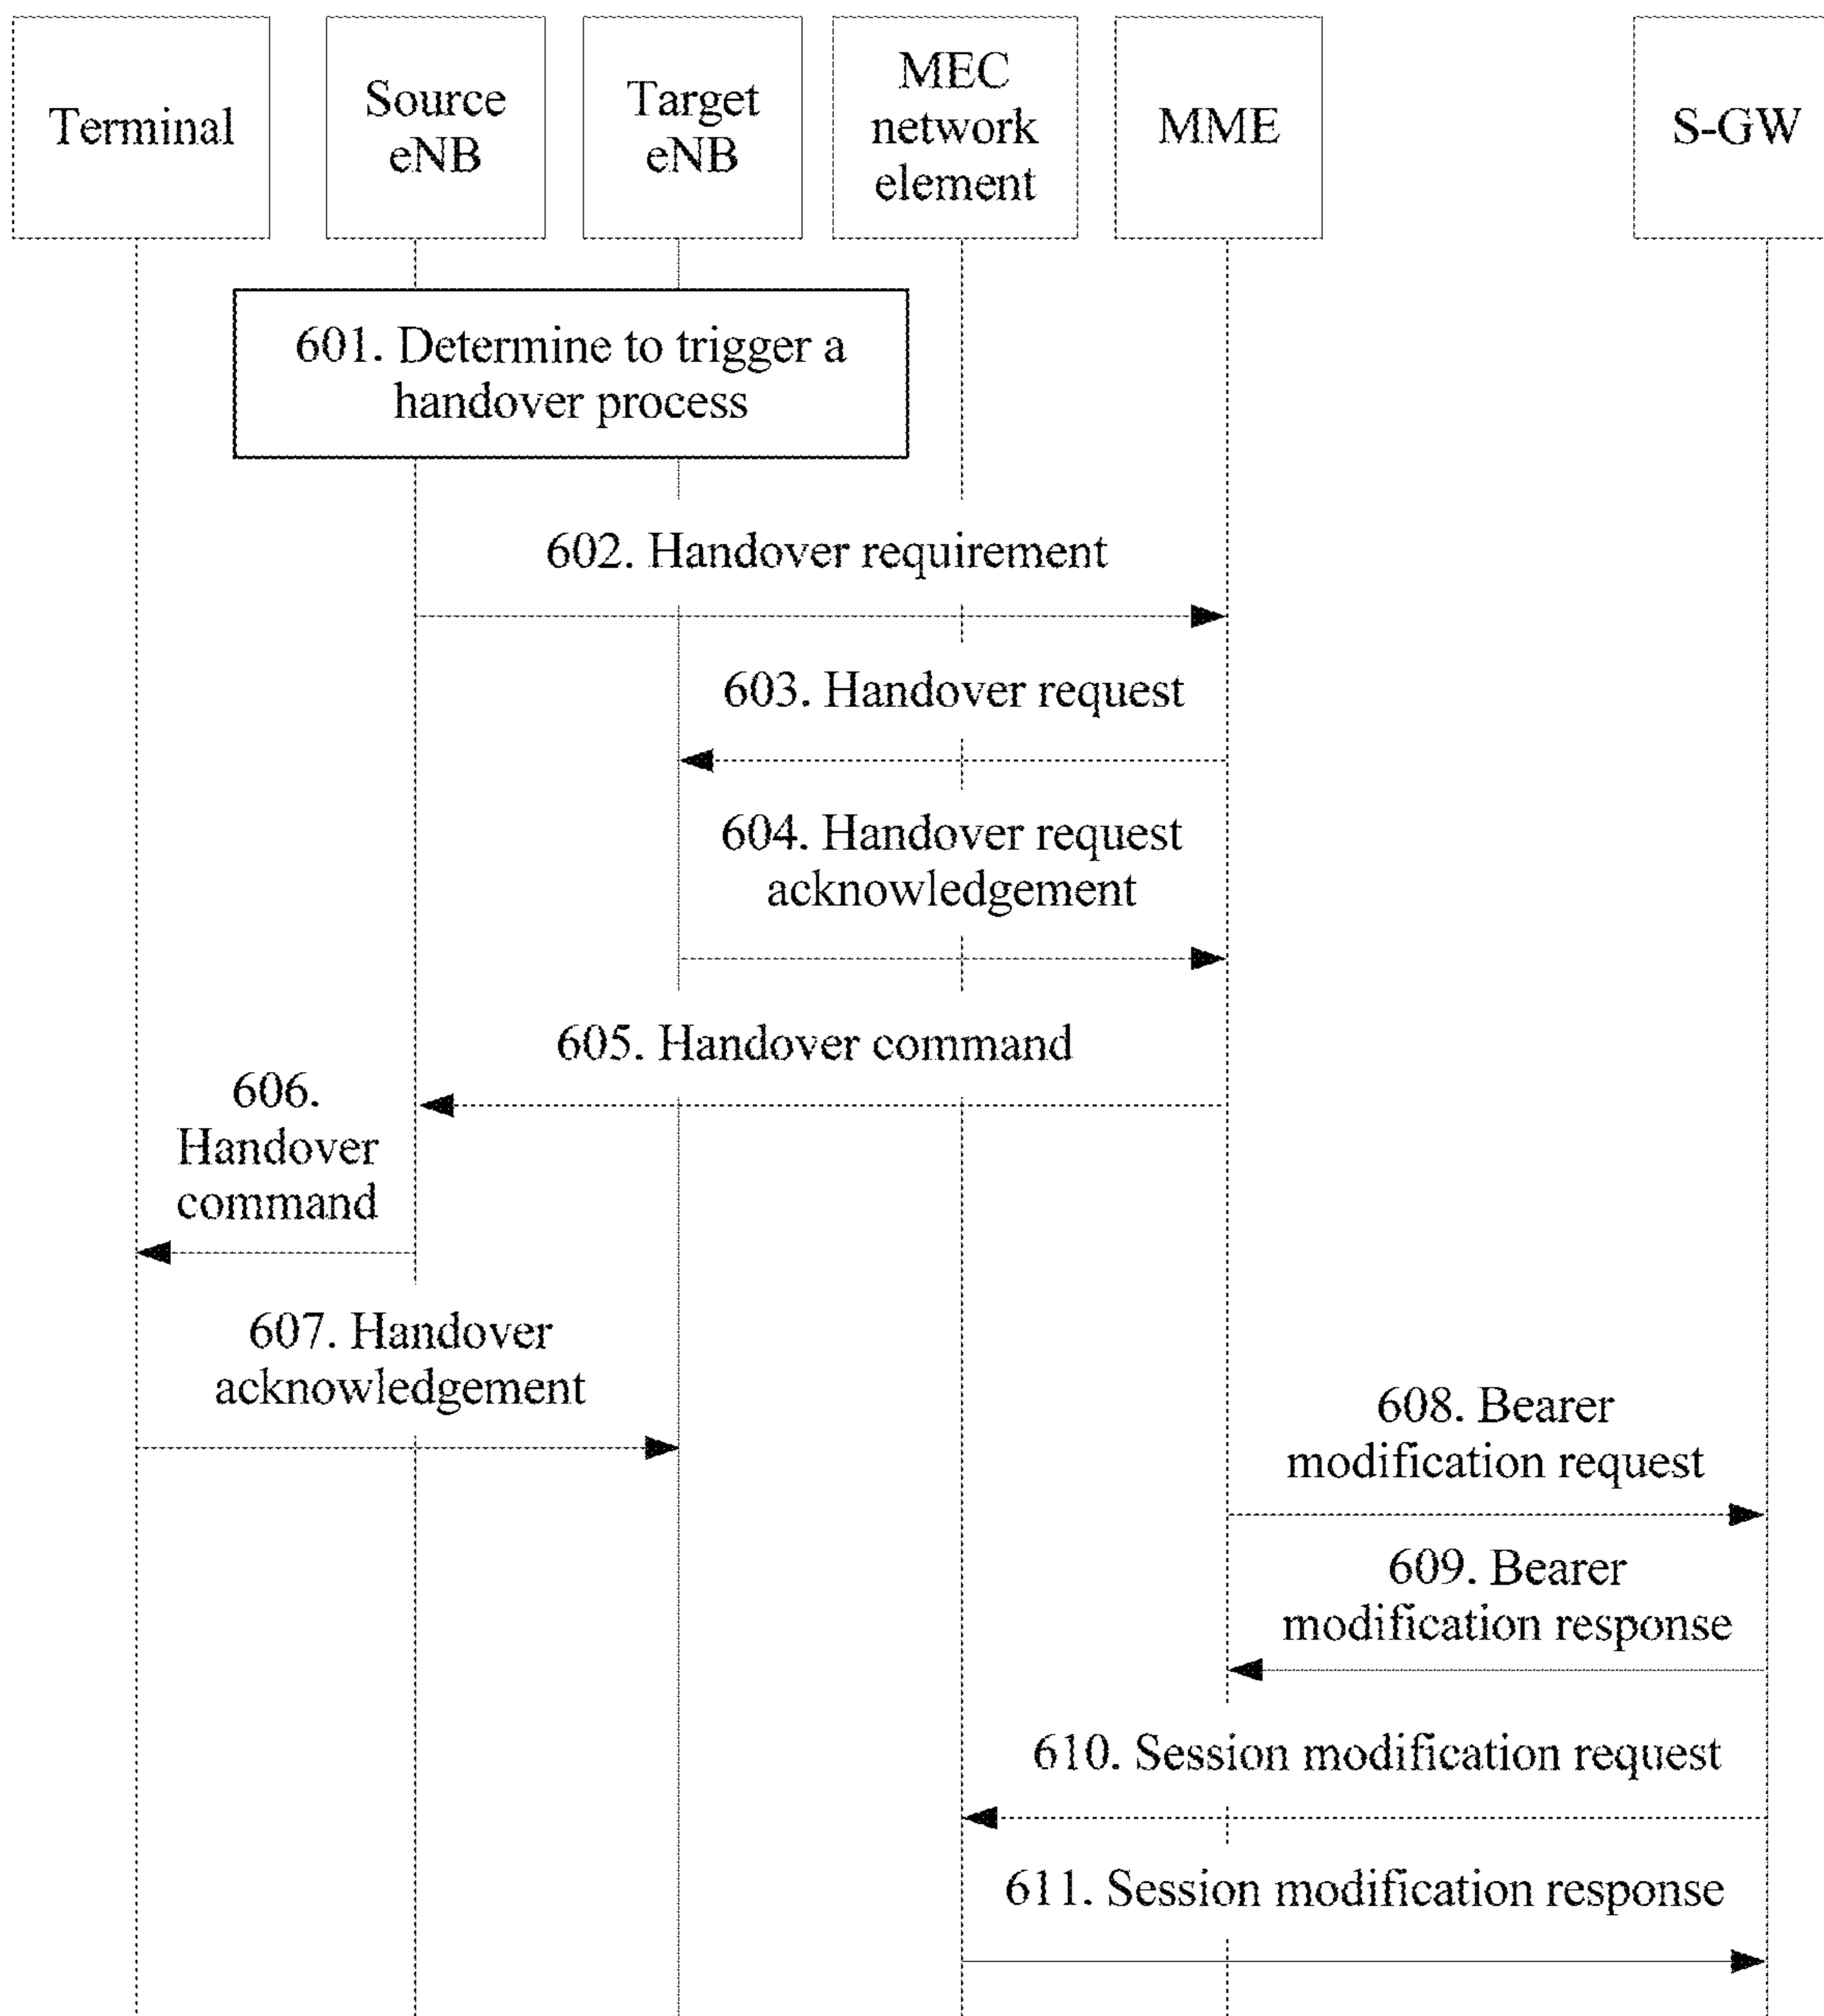 Terminal
Source
eNB
Target
eNB
MEC
network
element
MME
S-GW
601. Determine to trigger a
handover process
602. Handover requirement
603. Handover request
604. Handover request
acknowledgement
605. Handover command
606.
Handover
command
607. Handover
acknowledgement
608. Bearer
modification request
609. Bearer
modification response
610. Session modification request
611. Session modification response